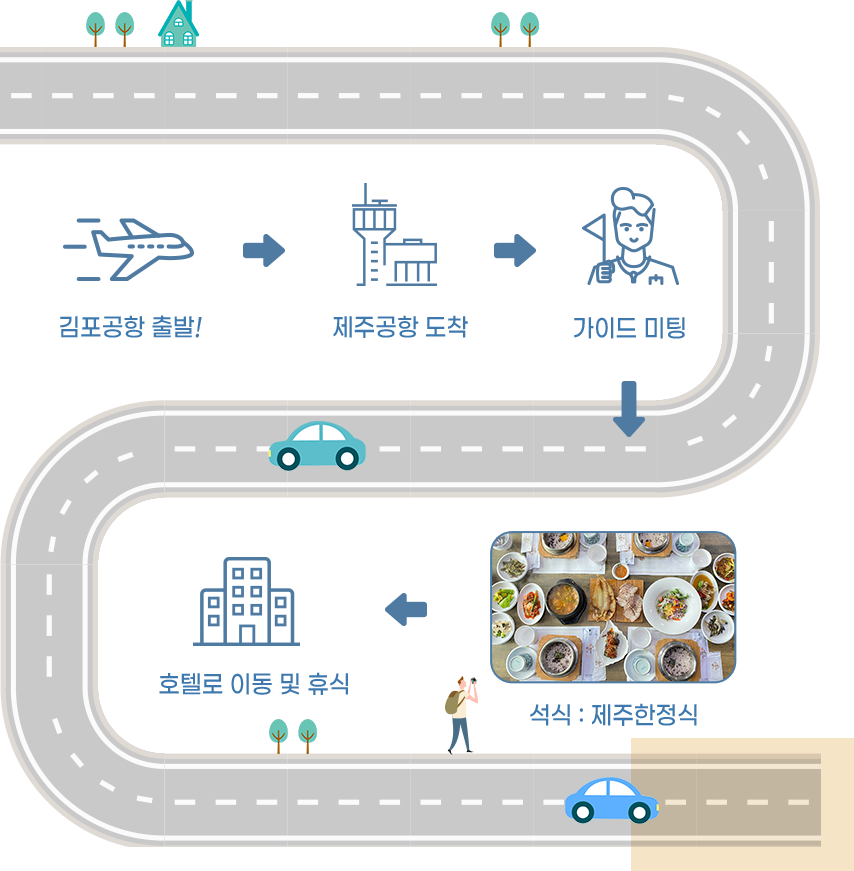 김포공항 출발!
제주공항 도착
가이드 미팅
석식 : 제주한정식
호텔로 이동 및 휴식